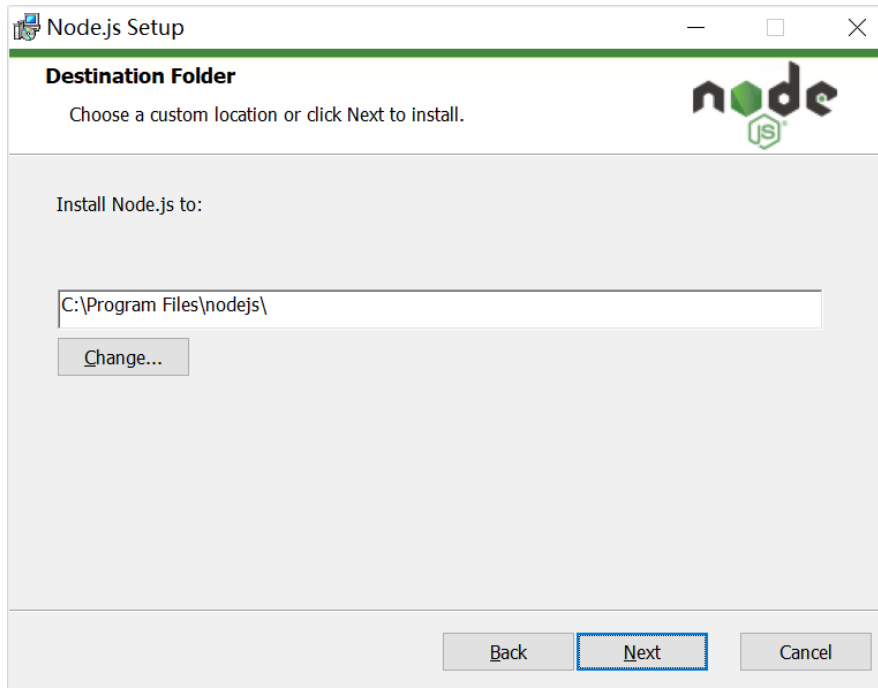 Node.js Setup
Destination Folder
Choose a custom location or click Next to install.
node
JS
Install Node.js to:
C:\Program Files\nodejs\
Change...
Back Next Cancel